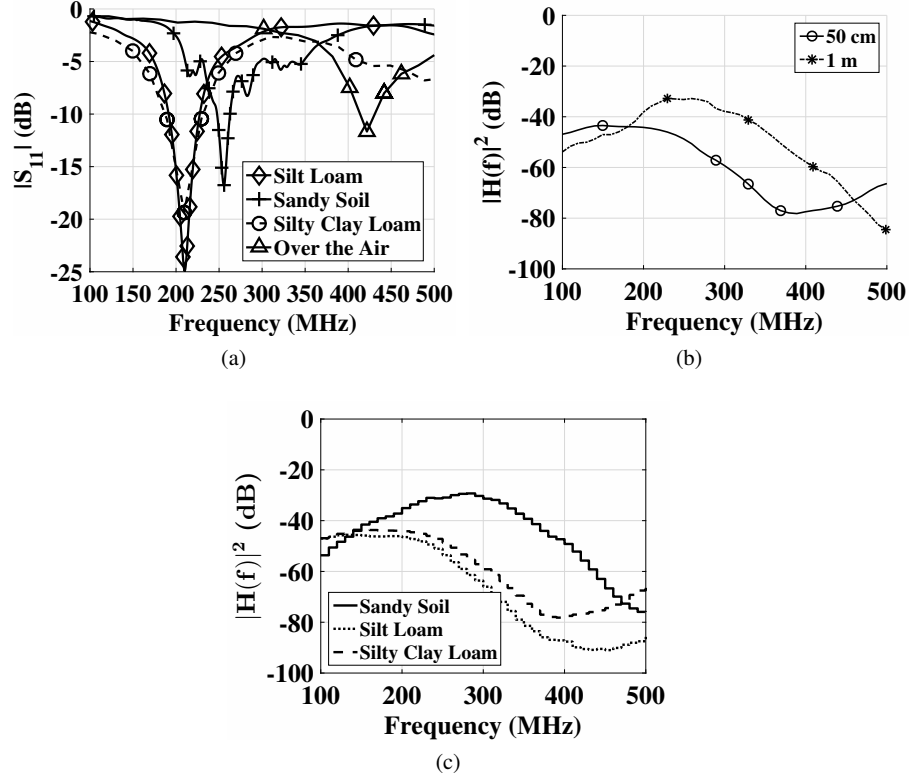 0
-5
-10
-15
-20
-25
100 150 200 250 300 350 400 450 500
|S11| (dB)
Frequency (MHz)
Silt Loam
Sandy Soil
Silty Clay Loam
Over the Air
(a)
0
-20
-40
-60
-80
-100
100 200 300 400 500
|H(f)|² (dB)
Frequency (MHz)
50 cm
1 m
(b)
0
-20
-40
-60
-80
-100
100 200 300 400 500
|H(f)|² (dB)
Frequency (MHz)
Sandy Soil
Silt Loam
Silty Clay Loam
(c)